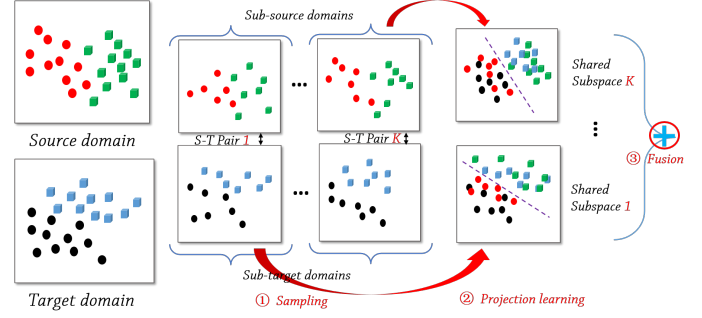 Sub-source domains
Source domain
S-T Pair 1
S-T Pair K
Shared
Subspace K
③ Fusion
Shared
Subspace 1
Target domain
Sub-target domains
① Sampling
② Projection learning